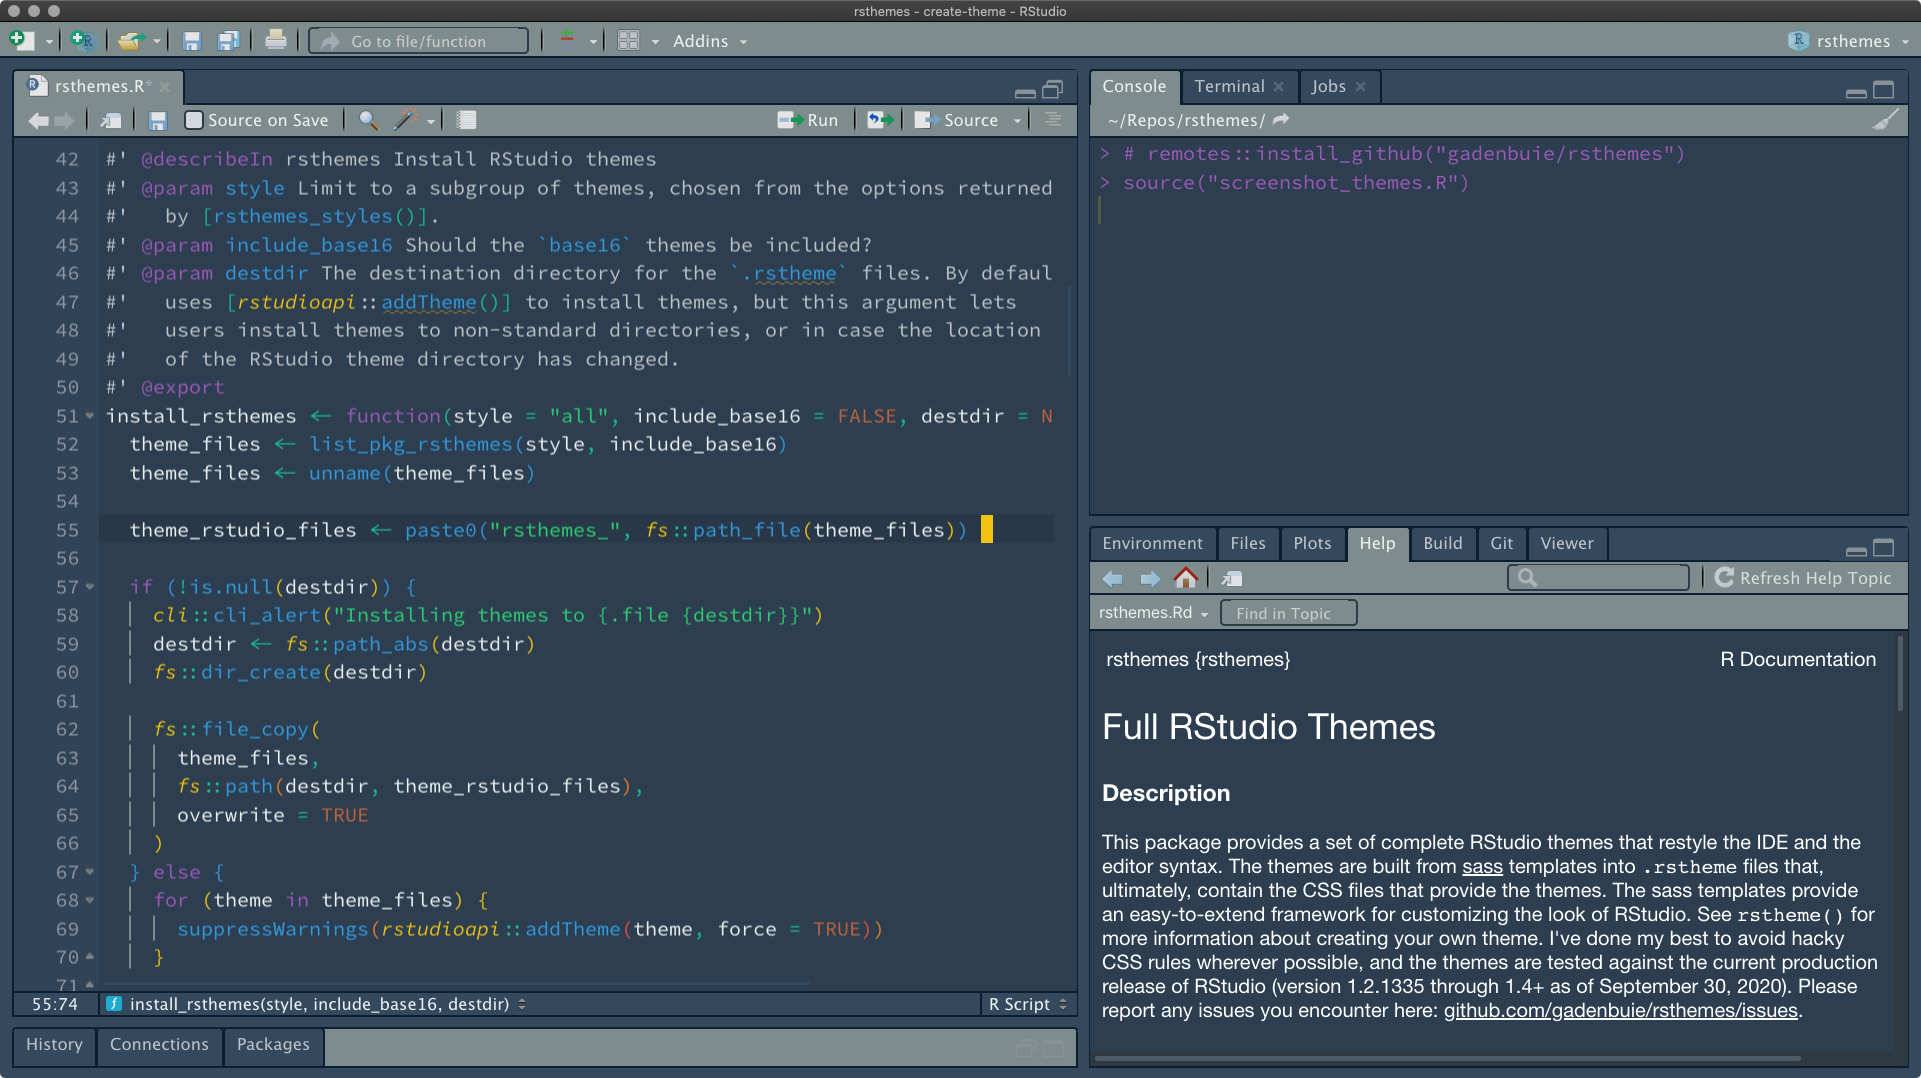 rsthemes - create-theme - RStudio
Go to file/function
Addins
rsthemes
rsthemes.R*
Source on Save
Run
Source
42 #' @describeIn rsthemes Install RStudio themes
43 #' @param style Limit to a subgroup of themes, chosen from the options returned
44 #'   by [rsthemes_styles()].
45 #' @param include_base16 Should the `base16` themes be included?
46 #' @param destdir The destination directory for the `.rstheme` files. By defaul
47 #'   uses [rstudioapi::addTheme()] to install themes, but this argument lets
48 #'   users install themes to non-standard directories, or in case the location
49 #'   of the RStudio theme directory has changed.
50 #' @export
51 install_rsthemes <- function(style = "all", include_base16 = FALSE, destdir = N
52   theme_files <- list_pkg_rsthemes(style, include_base16)
53   theme_files <- unname(theme_files)
54
55   theme_rstudio_files <- paste0("rsthemes_", fs::path_file(theme_files))
56
57   if (!is.null(destdir)) {
58     cli::cli_alert("Installing themes to {.file {destdir}}")
59     destdir <- fs::path_abs(destdir)
60     fs::dir_create(destdir)
61
62     fs::file_copy(
63       theme_files,
64       fs::path(destdir, theme_rstudio_files),
65       overwrite = TRUE
66     )
67   } else {
68     for (theme in theme_files) {
69       suppressWarnings(rstudioapi::addTheme(theme, force = TRUE))
70     }
71
55:74
install_rsthemes(style, include_base16, destdir)
R Script
History
Connections
Packages
Console
Terminal
Jobs
~/Repos/rsthemes/
> # remotes::install_github("gadenbuie/rsthemes")
> source("screenshot_themes.R")
Environment
Files
Plots
Help
Build
Git
Viewer
Refresh Help Topic
rsthemes.Rd
Find in Topic
rsthemes {rsthemes}
R Documentation
Full RStudio Themes
Description
This package provides a set of complete RStudio themes that restyle the IDE and the
editor syntax. The themes are built from sass templates into .rstheme files that,
ultimately, contain the CSS files that provide the themes. The sass templates provide
an easy-to-extend framework for customizing the look of RStudio. See rstheme() for
more information about creating your own theme. I've done my best to avoid hacky
CSS rules wherever possible, and the themes are tested against the current production
release of RStudio (version 1.2.1335 through 1.4+ as of September 30, 2020). Please
report any issues you encounter here: github.com/gadenbuie/rsthemes/issues.